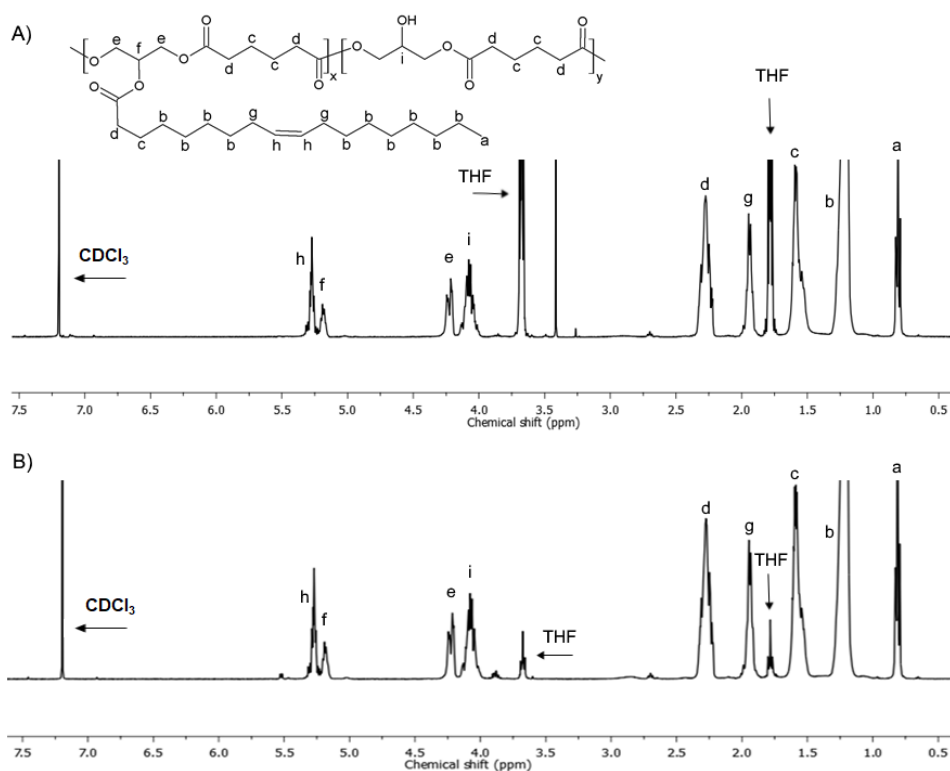 A)
OH
e e c d d c
O f O O O O
d c O x i O d c O y
O O
b b g g b b b
d c b b b h h b b b b a
THF
THF
CDCl3
h f e i d g c b a
7.5 7.0 6.5 6.0 5.5 5.0 4.5 4.0 3.5 3.0 2.5 2.0 1.5 1.0 0.5
Chemical shift (ppm)
B)
CDCl3
h f e i THF d g THF c b a
7.5 7.0 6.5 6.0 5.5 5.0 4.5 4.0 3.5 3.0 2.5 2.0 1.5 1.0 0.5
Chemical shift (ppm)